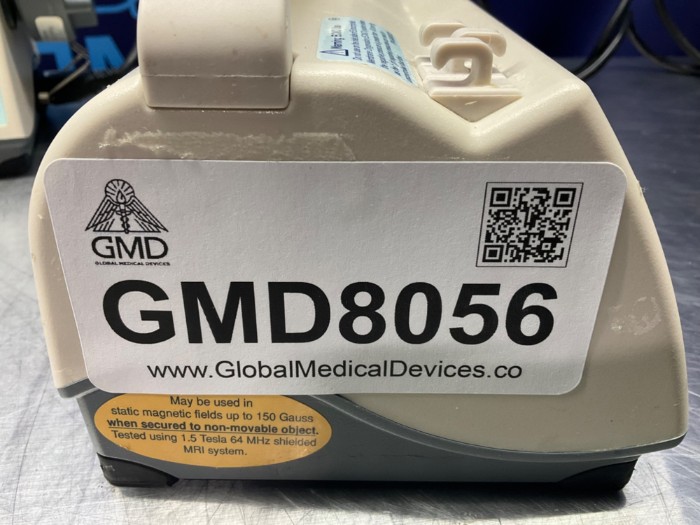 Warning:
GMD
GLOBAL MEDICAL DEVICES
GMD8056
www.GlobalMedicalDevices.co
May be used in
static magnetic fields up to 150 Gauss
when secured to non-movable object.
Tested using 1.5 Tesla 64 MHz shielded
MRI system.